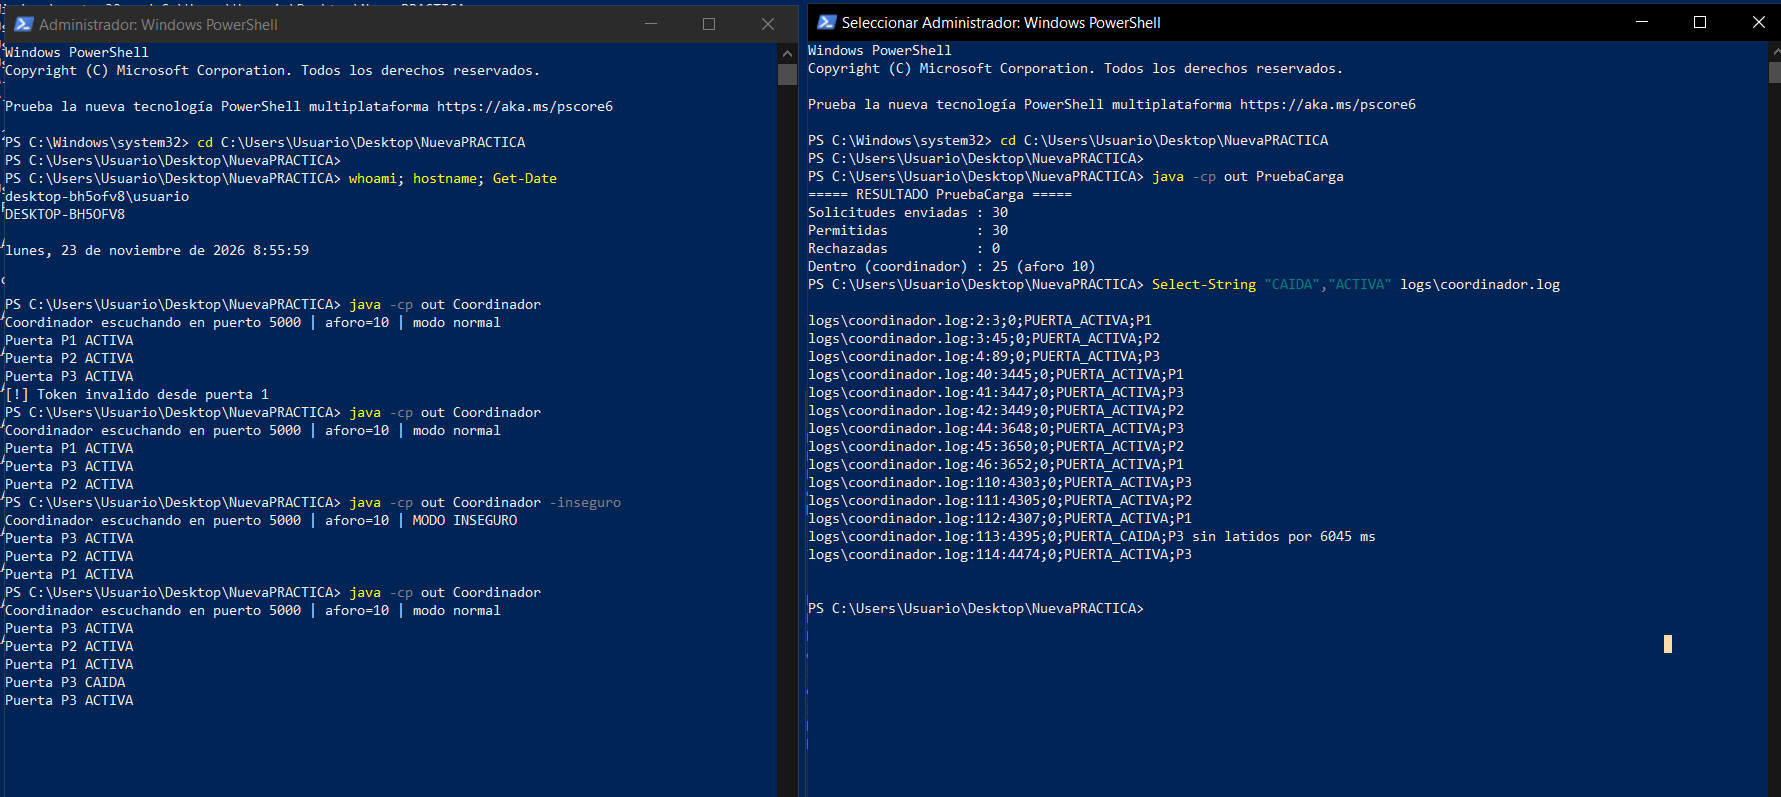 Administrador: Windows PowerShell
Windows PowerShell
Copyright (C) Microsoft Corporation. Todos los derechos reservados.
Prueba la nueva tecnología PowerShell multiplataforma https://aka.ms/pscore6
PS C:\Windows\system32> cd C:\Users\Usuario\Desktop\NuevaPRACTICA
PS C:\Users\Usuario\Desktop\NuevaPRACTICA>
PS C:\Users\Usuario\Desktop\NuevaPRACTICA> whoami; hostname; Get-Date
desktop-bh5ofv8\usuario
DESKTOP-BH5OFV8
lunes, 23 de noviembre de 2026 8:55:59
PS C:\Users\Usuario\Desktop\NuevaPRACTICA> java -cp out Coordinador
Coordinador escuchando en puerto 5000 | aforo=10 | modo normal
Puerta P1 ACTIVA
Puerta P2 ACTIVA
Puerta P3 ACTIVA
[!] Token invalido desde puerta 1
PS C:\Users\Usuario\Desktop\NuevaPRACTICA> java -cp out Coordinador
Coordinador escuchando en puerto 5000 | aforo=10 | modo normal
Puerta P1 ACTIVA
Puerta P3 ACTIVA
Puerta P2 ACTIVA
PS C:\Users\Usuario\Desktop\NuevaPRACTICA> java -cp out Coordinador -inseguro
Coordinador escuchando en puerto 5000 | aforo=10 | MODO INSEGURO
Puerta P3 ACTIVA
Puerta P2 ACTIVA
Puerta P1 ACTIVA
PS C:\Users\Usuario\Desktop\NuevaPRACTICA> java -cp out Coordinador
Coordinador escuchando en puerto 5000 | aforo=10 | modo normal
Puerta P3 ACTIVA
Puerta P2 ACTIVA
Puerta P1 ACTIVA
Puerta P3 CAIDA
Puerta P3 ACTIVA
Seleccionar Administrador: Windows PowerShell
Windows PowerShell
Copyright (C) Microsoft Corporation. Todos los derechos reservados.
Prueba la nueva tecnología PowerShell multiplataforma https://aka.ms/pscore6
PS C:\Windows\system32> cd C:\Users\Usuario\Desktop\NuevaPRACTICA
PS C:\Users\Usuario\Desktop\NuevaPRACTICA>
PS C:\Users\Usuario\Desktop\NuevaPRACTICA> java -cp out PruebaCarga
===== RESULTADO PruebaCarga =====
Solicitudes enviadas : 30
Permitidas : 30
Rechazadas : 0
Dentro (coordinador) : 25 (aforo 10)
PS C:\Users\Usuario\Desktop\NuevaPRACTICA> Select-String "CAIDA","ACTIVA" logs\coordinador.log
logs\coordinador.log:2:3;0;PUERTA_ACTIVA;P1
logs\coordinador.log:3:45;0;PUERTA_ACTIVA;P2
logs\coordinador.log:4:89;0;PUERTA_ACTIVA;P3
logs\coordinador.log:40:3445;0;PUERTA_ACTIVA;P1
logs\coordinador.log:41:3447;0;PUERTA_ACTIVA;P3
logs\coordinador.log:42:3449;0;PUERTA_ACTIVA;P2
logs\coordinador.log:44:3648;0;PUERTA_ACTIVA;P3
logs\coordinador.log:45:3650;0;PUERTA_ACTIVA;P2
logs\coordinador.log:46:3652;0;PUERTA_ACTIVA;P1
logs\coordinador.log:110:4303;0;PUERTA_ACTIVA;P3
logs\coordinador.log:111:4305;0;PUERTA_ACTIVA;P2
logs\coordinador.log:112:4307;0;PUERTA_ACTIVA;P1
logs\coordinador.log:113:4395;0;PUERTA_CAIDA;P3 sin latidos por 6045 ms
logs\coordinador.log:114:4474;0;PUERTA_ACTIVA;P3
PS C:\Users\Usuario\Desktop\NuevaPRACTICA>